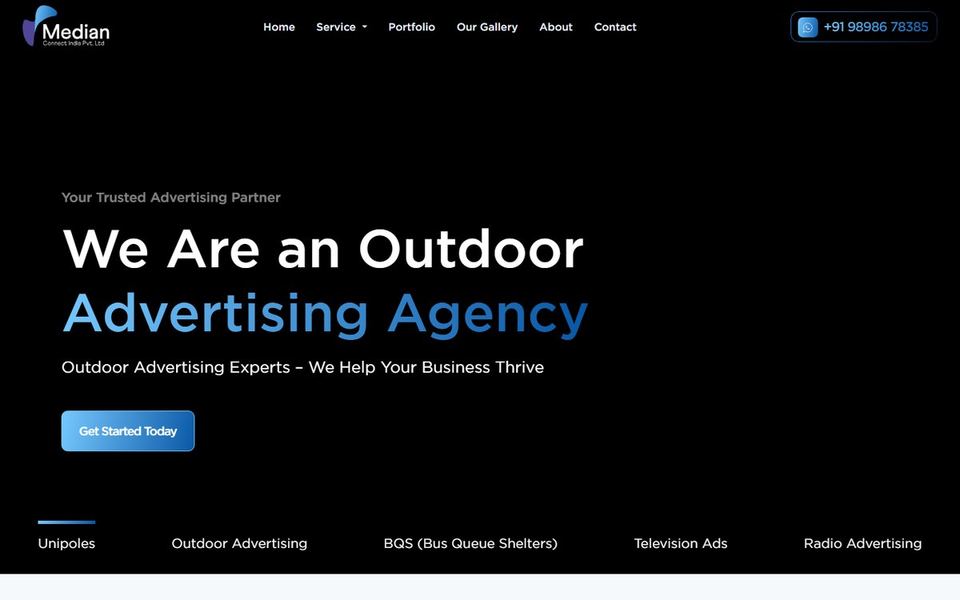 Median
Connect India Pvt. Ltd
Home
Service
Portfolio
Our Gallery
About
Contact
+91 98986 78385
Your Trusted Advertising Partner
We Are an Outdoor
Advertising Agency
Outdoor Advertising Experts – We Help Your Business Thrive
Get Started Today
Unipoles
Outdoor Advertising
BQS (Bus Queue Shelters)
Television Ads
Radio Advertising